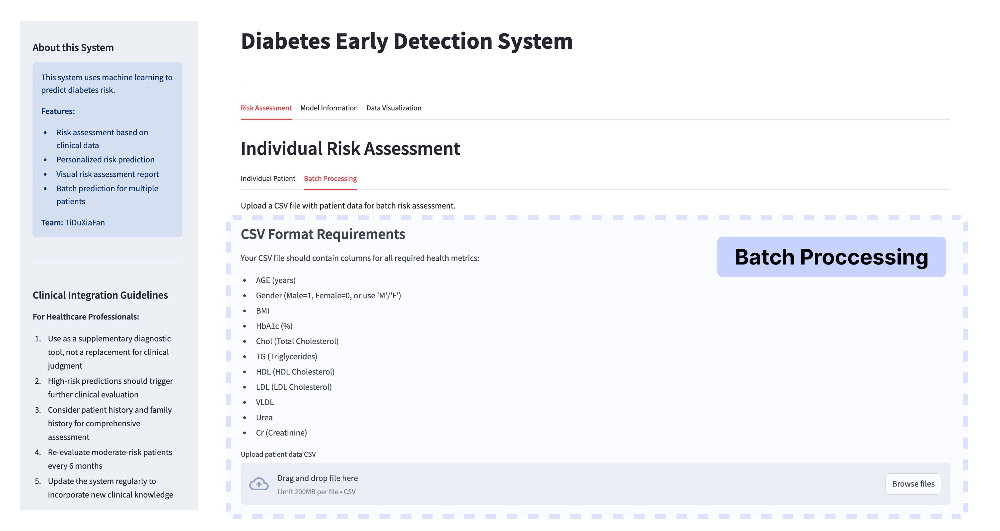 About this System
This system uses machine learning to
predict diabetes risk.
Features:
• Risk assessment based on
clinical data
• Personalized risk prediction
• Visual risk assessment report
• Batch prediction for multiple
patients
Team: TiDuXiaFan
Clinical Integration Guidelines
For Healthcare Professionals:
1. Use as a supplementary diagnostic
tool, not a replacement for clinical
judgment
2. High-risk predictions should trigger
further clinical evaluation
3. Consider patient history and family
history for comprehensive
assessment
4. Re-evaluate moderate-risk patients
every 6 months
5. Update the system regularly to
incorporate new clinical knowledge
Diabetes Early Detection System
Risk Assessment Model Information Data Visualization
Individual Risk Assessment
Individual Patient Batch Processing
Upload a CSV file with patient data for batch risk assessment.
CSV Format Requirements
Batch Proccessing
Your CSV file should contain columns for all required health metrics:
• AGE (years)
• Gender (Male=1, Female=0, or use 'M'/'F')
• BMI
• HbA1c (%)
• Chol (Total Cholesterol)
• TG (Triglycerides)
• HDL (HDL Cholesterol)
• LDL (LDL Cholesterol)
• VLDL
• Urea
• Cr (Creatinine)
Upload patient data CSV
Drag and drop file here
Limit 200MB per file • CSV
Browse files